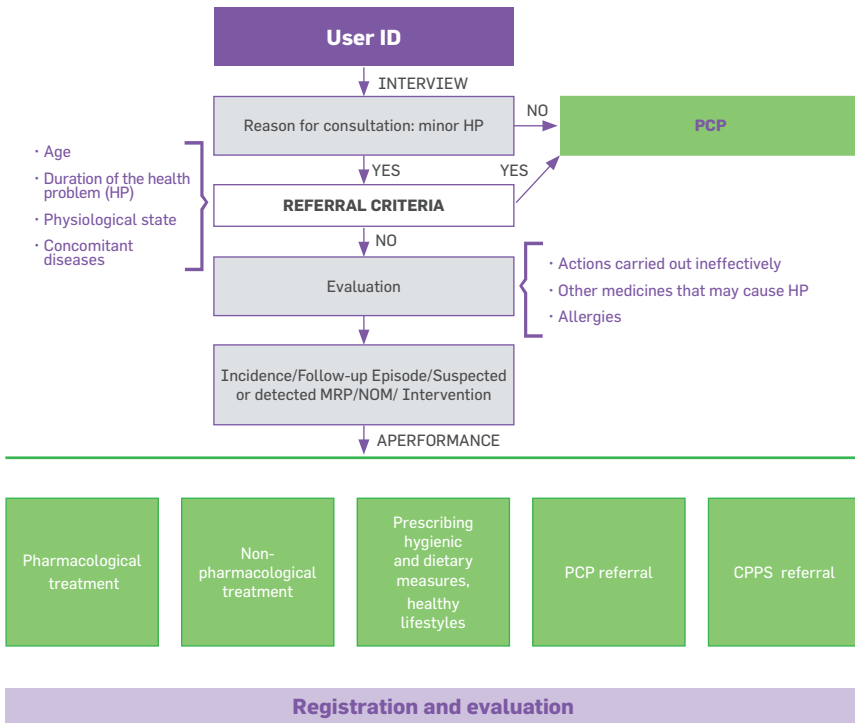 User ID
INTERVIEW
Reason for consultation: minor HP
NO
PCP
· Age
· Duration of the health
problem (HP)
· Physiological state
· Concomitant
diseases
YES
YES
REFERRAL CRITERIA
NO
Evaluation
· Actions carried out ineffectively
· Other medicines that may cause HP
· Allergies
Incidence/Follow-up Episode/Suspected
or detected MRP/NOM/ Intervention
APERFORMANCE
Pharmacological
treatment
Non-
pharmacological
treatment
Prescribing
hygienic
and dietary
measures,
healthy
lifestyles
PCP referral
CPPS referral
Registration and evaluation